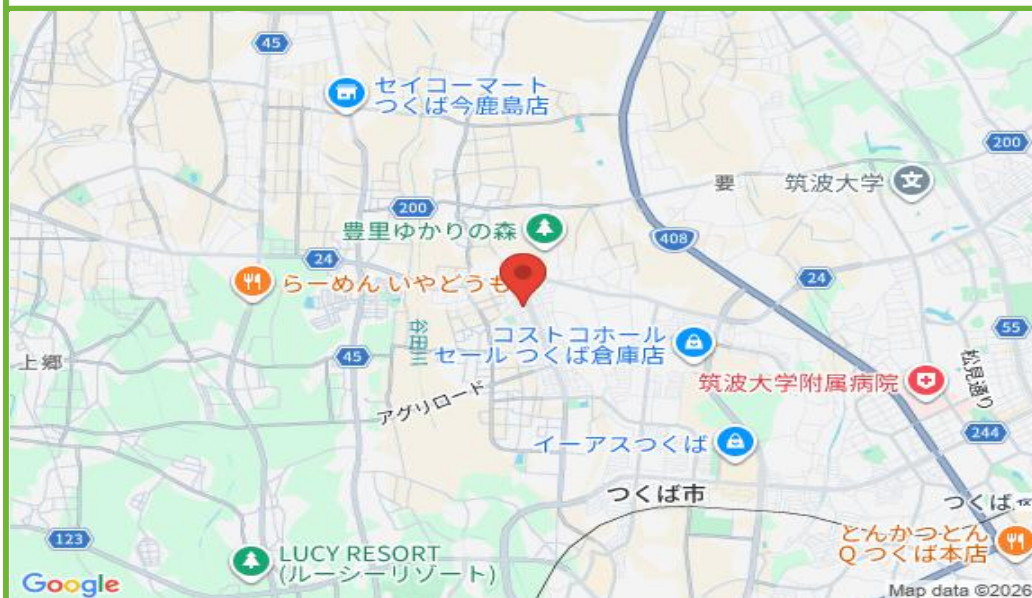 45
セイコーマート
つくば今鹿島店
200
要
筑波大学
200
豊里ゆかりの森
408
24
らーめん いやどうも
24
谷田川
コストコホール
セール つくば倉庫店
55
上郷
45
筑波大学附属病院
松見通り
アグリロード
イーアスつくば
244
つくば市
つくば
123
とんかつとん
Q つくば本店
LUCY RESORT
(ルーシーリゾート)
Google
Map data ©2026